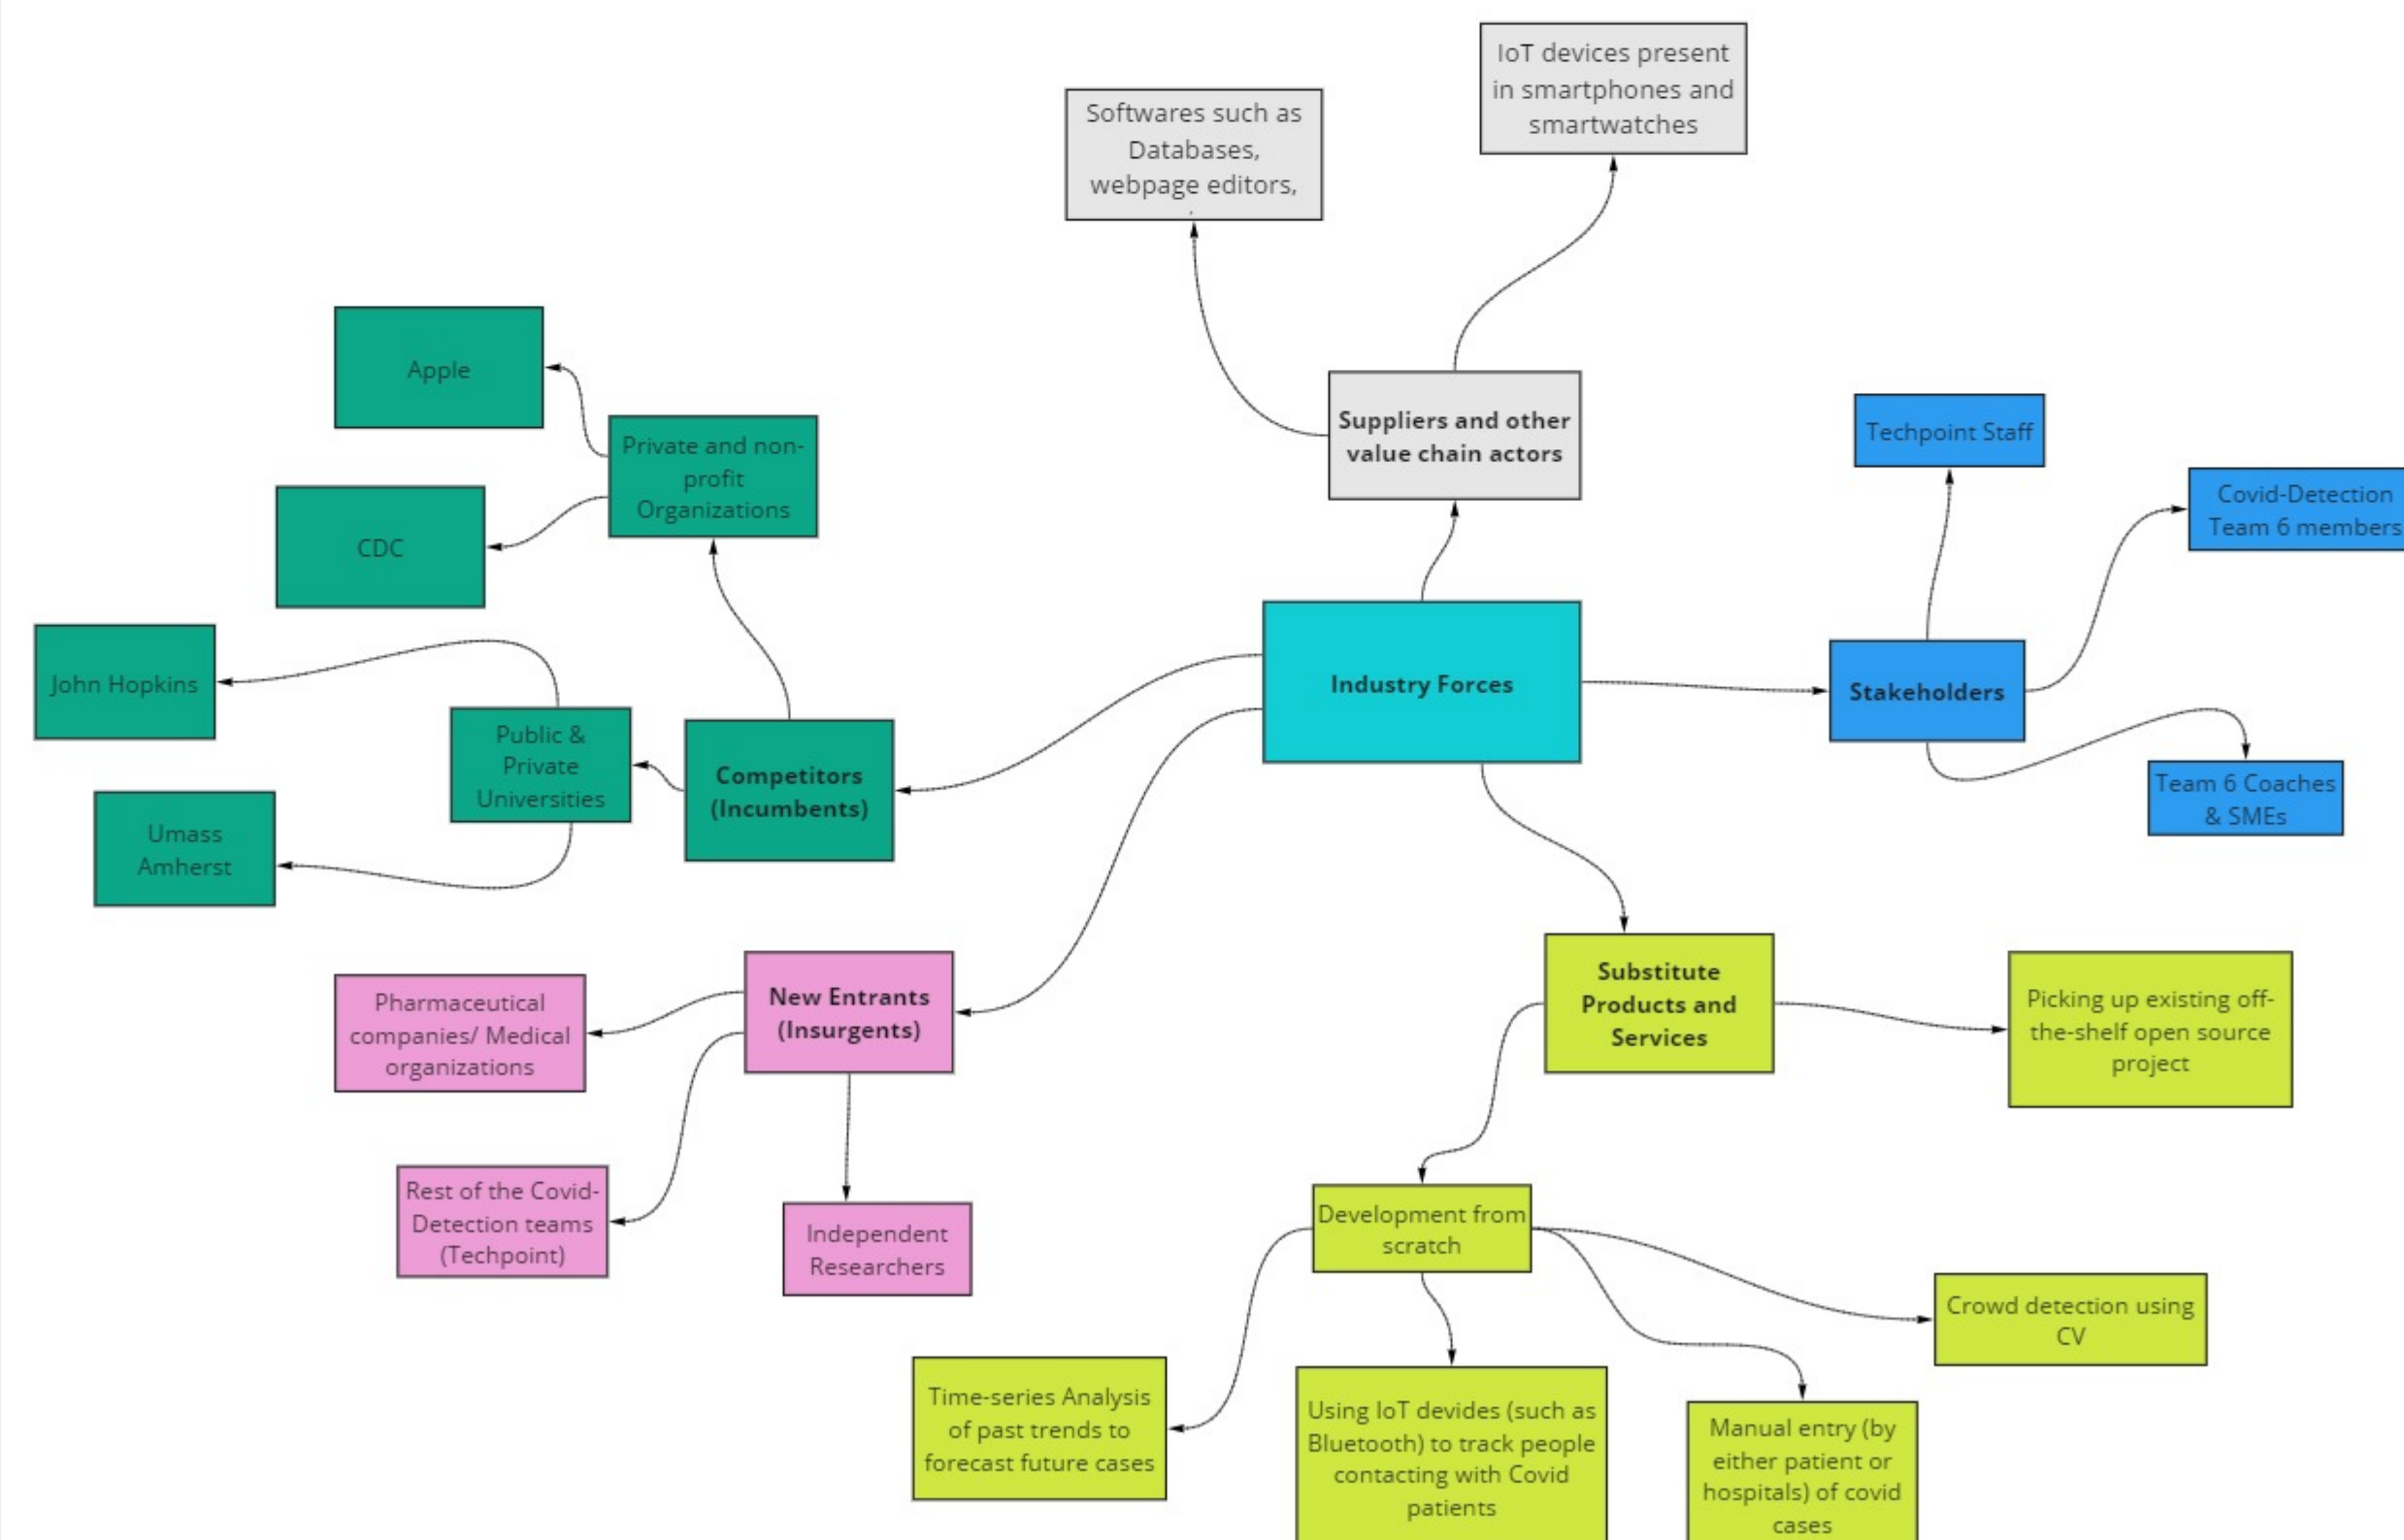 IoT devices present
in smartphones and
smartwatches
Softwares such as
Databases,
webpage editors,
.
Apple
Private and non-
profit
Organizations
CDC
Suppliers and other
value chain actors
Techpoint Staff
Covid-Detection
Team 6 members
John Hopkins
Public &
Private
Universities
Umass
Amherst
Competitors
(Incumbents)
Industry Forces
Stakeholders
Team 6 Coaches
& SMEs
Pharmaceutical
companies/ Medical
organizations
New Entrants
(Insurgents)
Rest of the Covid-
Detection teams
(Techpoint)
Independent
Researchers
Substitute
Products and
Services
Picking up existing off-
the-shelf open source
project
Development from
scratch
Crowd detection using
CV
Time-series Analysis
of past trends to
forecast future cases
Using IoT devides (such as
Bluetooth) to track people
contacting with Covid
patients
Manual entry (by
either patient or
hospitals) of covid
cases